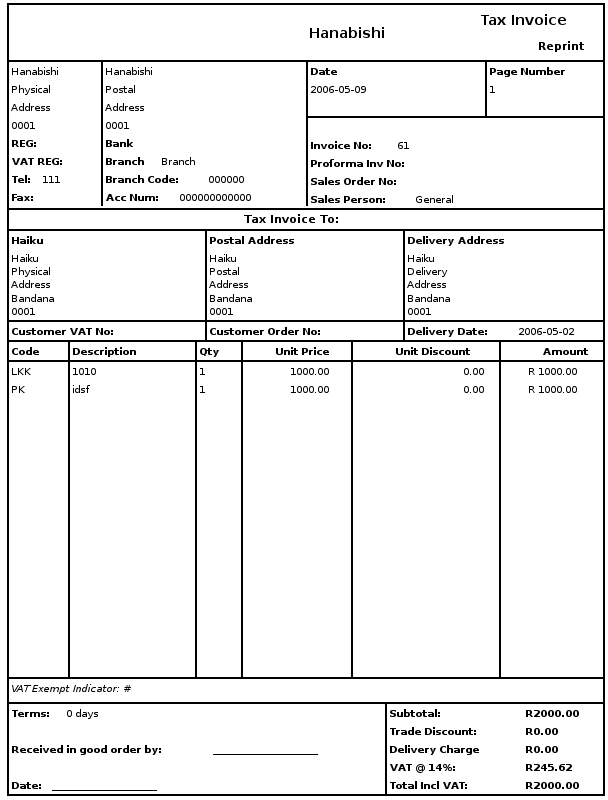 Tax Invoice
Hanabishi
Reprint
Hanabishi
Physical
Address
0001
REG:
VAT REG:
Tel: 111
Fax:
Hanabishi
Postal
Address
0001
Bank
Branch Branch
Branch Code: 000000
Acc Num: 000000000000
Date
2006-05-09
Page Number
1
Invoice No: 61
Proforma Inv No:
Sales Order No:
Sales Person: General
Tax Invoice To:
Haiku
Haiku
Physical
Address
Bandana
0001
Postal Address
Haiku
Postal
Address
Bandana
0001
Delivery Address
Haiku
Delivery
Address
Bandana
0001
Customer VAT No: Customer Order No: Delivery Date: 2006-05-02
Code Description Qty Unit Price Unit Discount Amount
LKK 1010 1 1000.00 0.00 R 1000.00
PK idsf 1 1000.00 0.00 R 1000.00
VAT Exempt Indicator: #
Terms: 0 days
Received in good order by:
Date:
Subtotal: R2000.00
Trade Discount: R0.00
Delivery Charge R0.00
VAT @ 14%: R245.62
Total Incl VAT: R2000.00